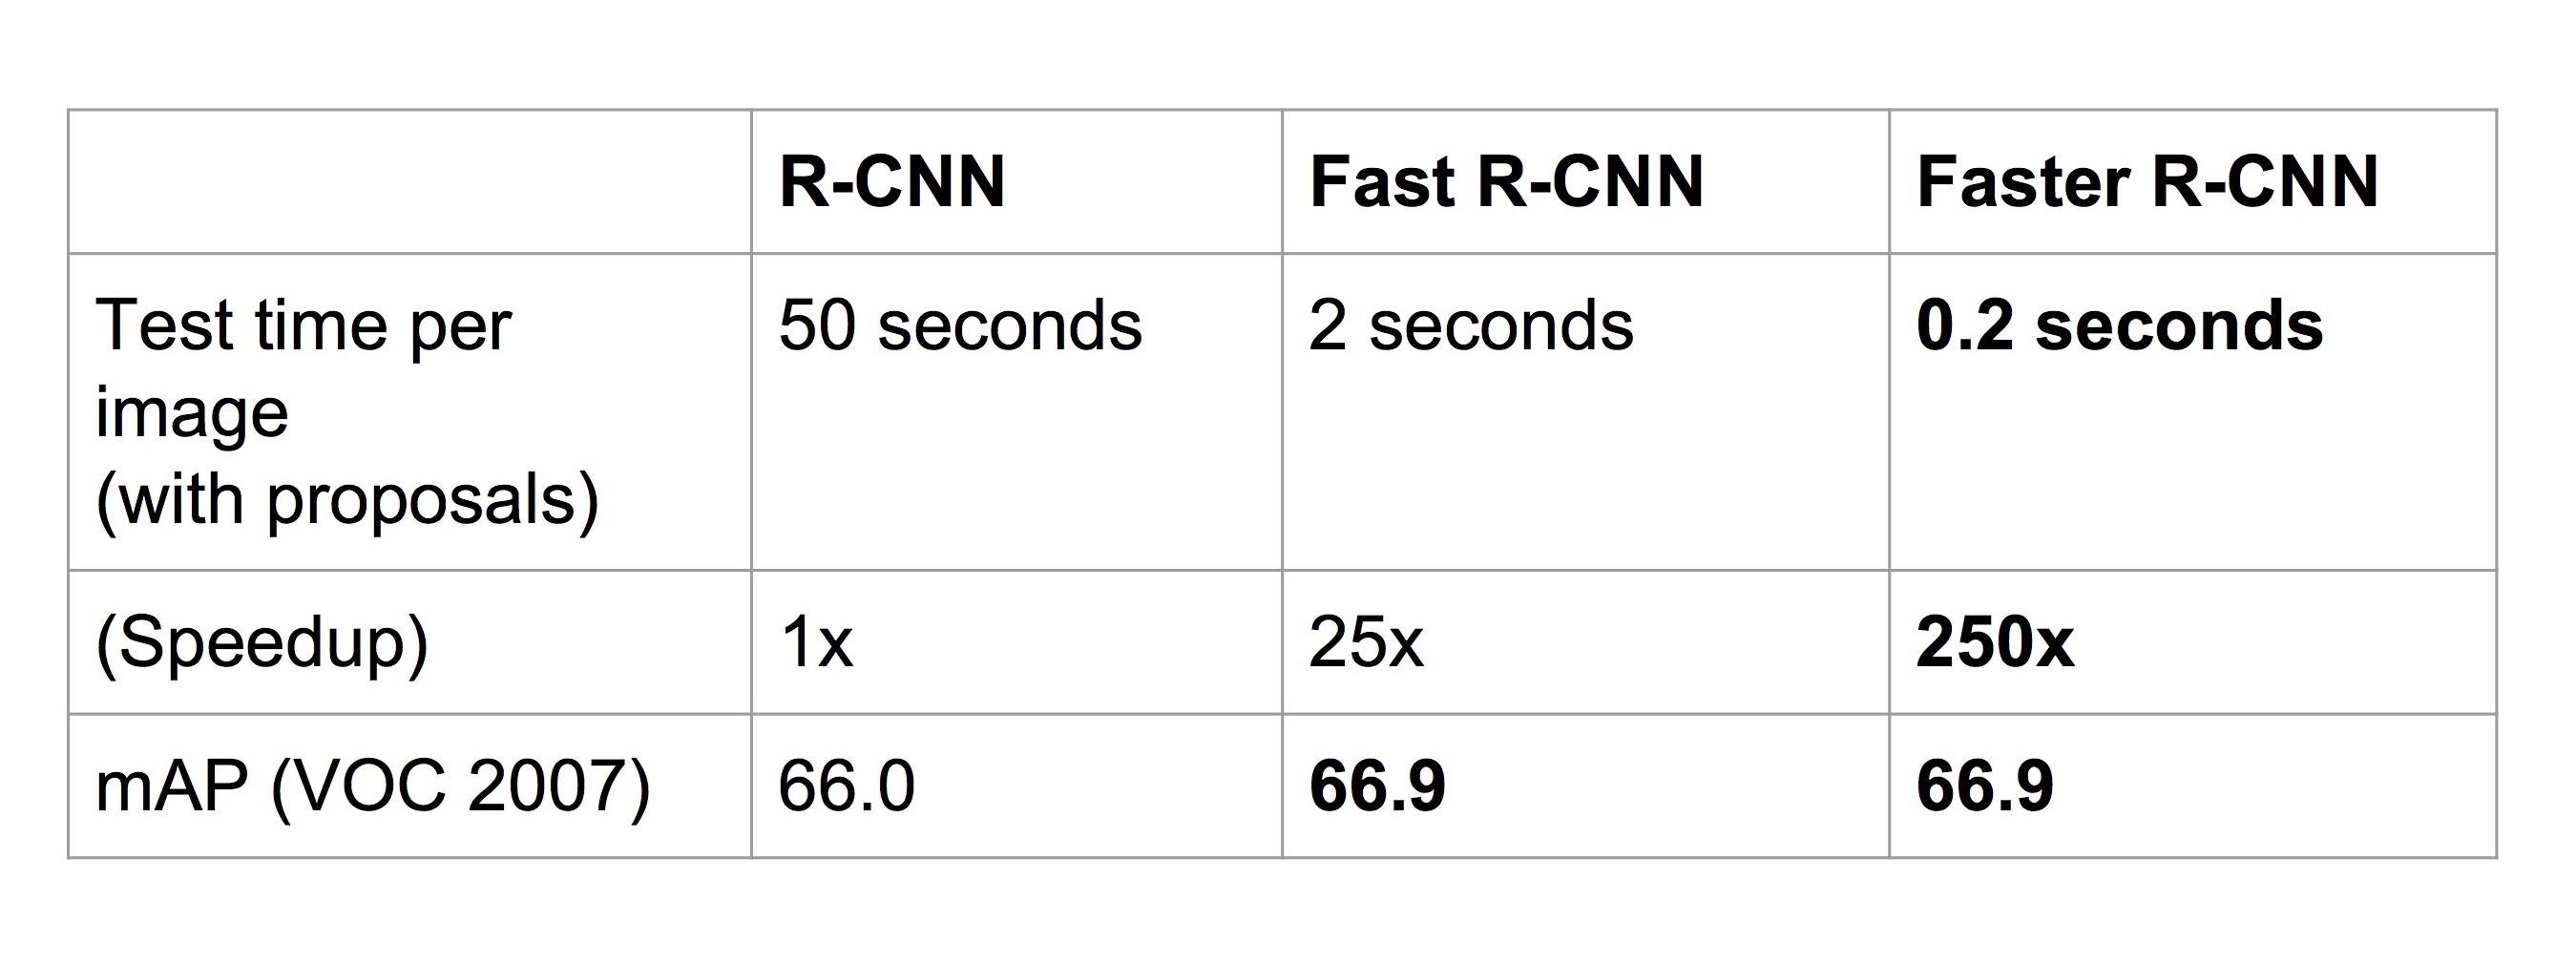 R-CNN Fast R-CNN Faster R-CNN
Test time per 50 seconds 2 seconds 0.2 seconds
image
(with proposals)
(Speedup) 1x 25x 250x
mAP (VOC 2007) 66.0 66.9 66.9